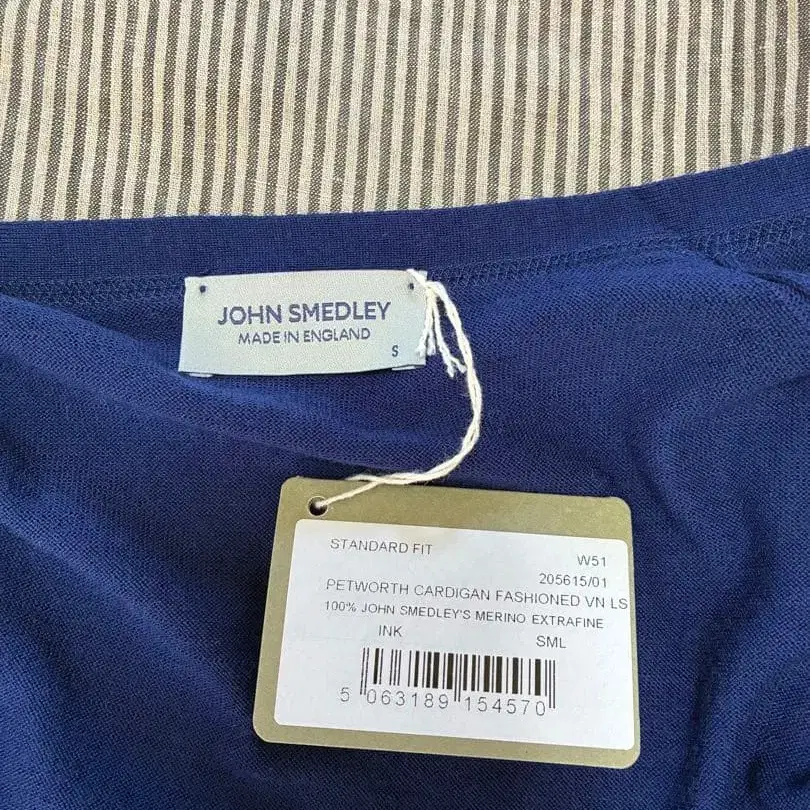 JOHN SMEDLEY
MADE IN ENGLAND
S
STANDARD FIT
W51
205615/01
PETWORTH CARDIGAN FASHIONED VN LS
100% JOHN SMEDLEY'S MERINO EXTRAFINE
INK SML
5 063189 154570